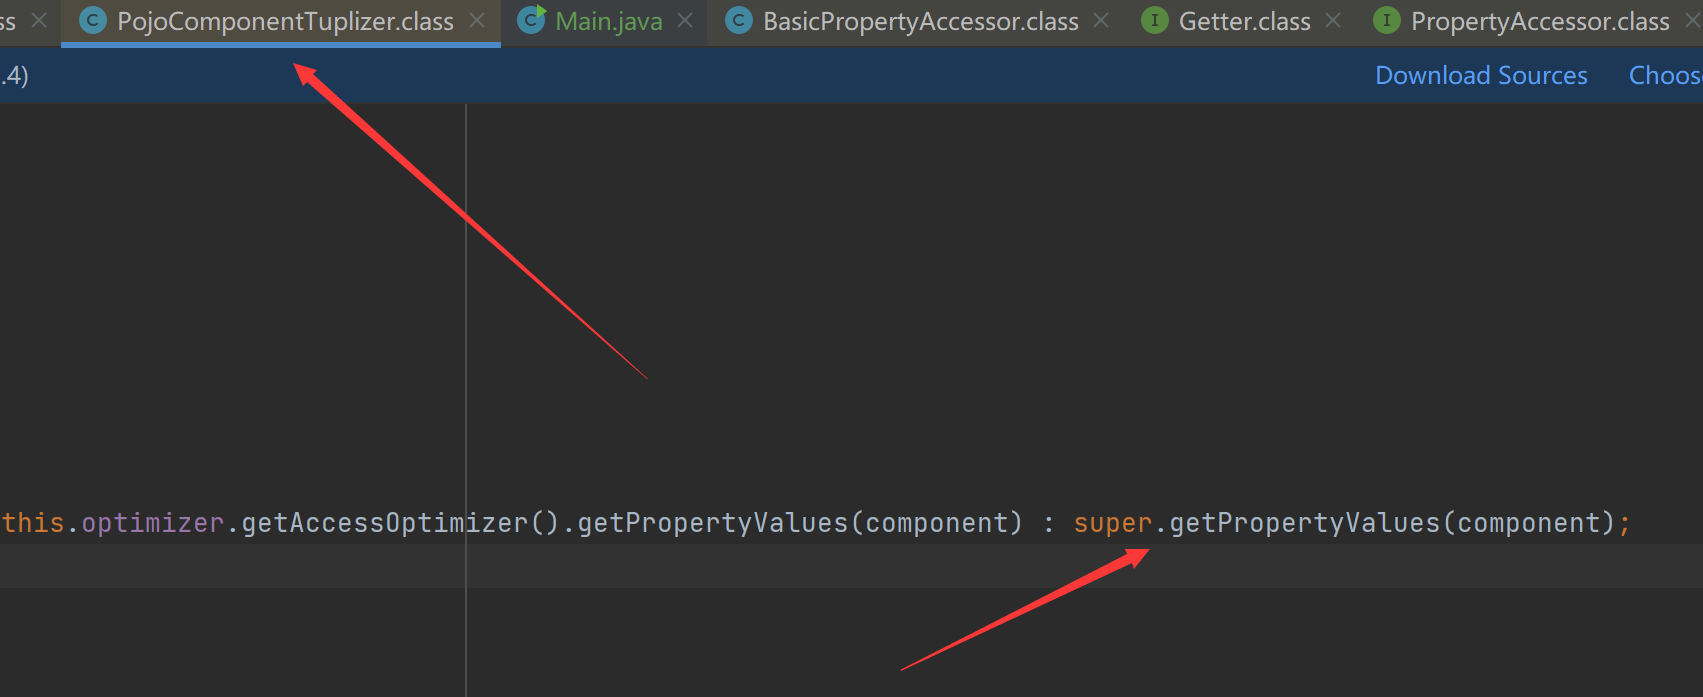 ss PojoComponentTuplizer.class Main.java BasicPropertyAccessor.class Getter.class PropertyAccessor.class
.4) Download Sources Choos
this.optimizer.getAccessOptimizer().getPropertyValues(component) : super.getPropertyValues(component);